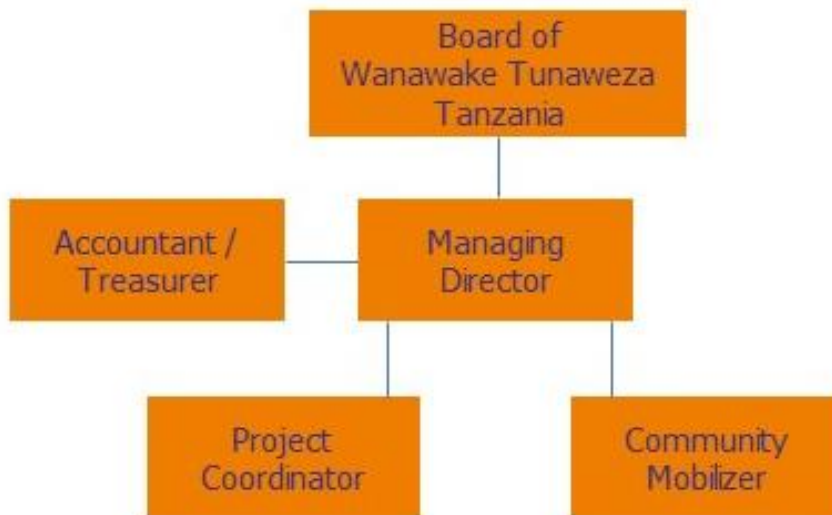 Board of
Wanawake Tunaweza
Tanzania
Accountant /
Treasurer
Managing
Director
Project
Coordinator
Community
Mobilizer